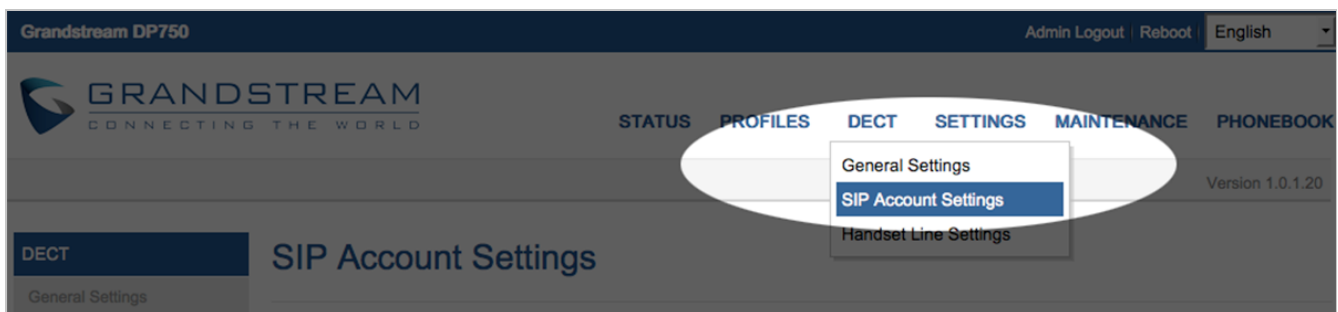 Grandstream DP750
Admin Logout | Reboot | English
GRANDSTREAM
CONNECTING THE WORLD
STATUS PROFILES DECT SETTINGS MAINTENANCE PHONEBOOK
General Settings
SIP Account Settings
Handset Line Settings
Version 1.0.1.20
DECT
SIP Account Settings
General Settings